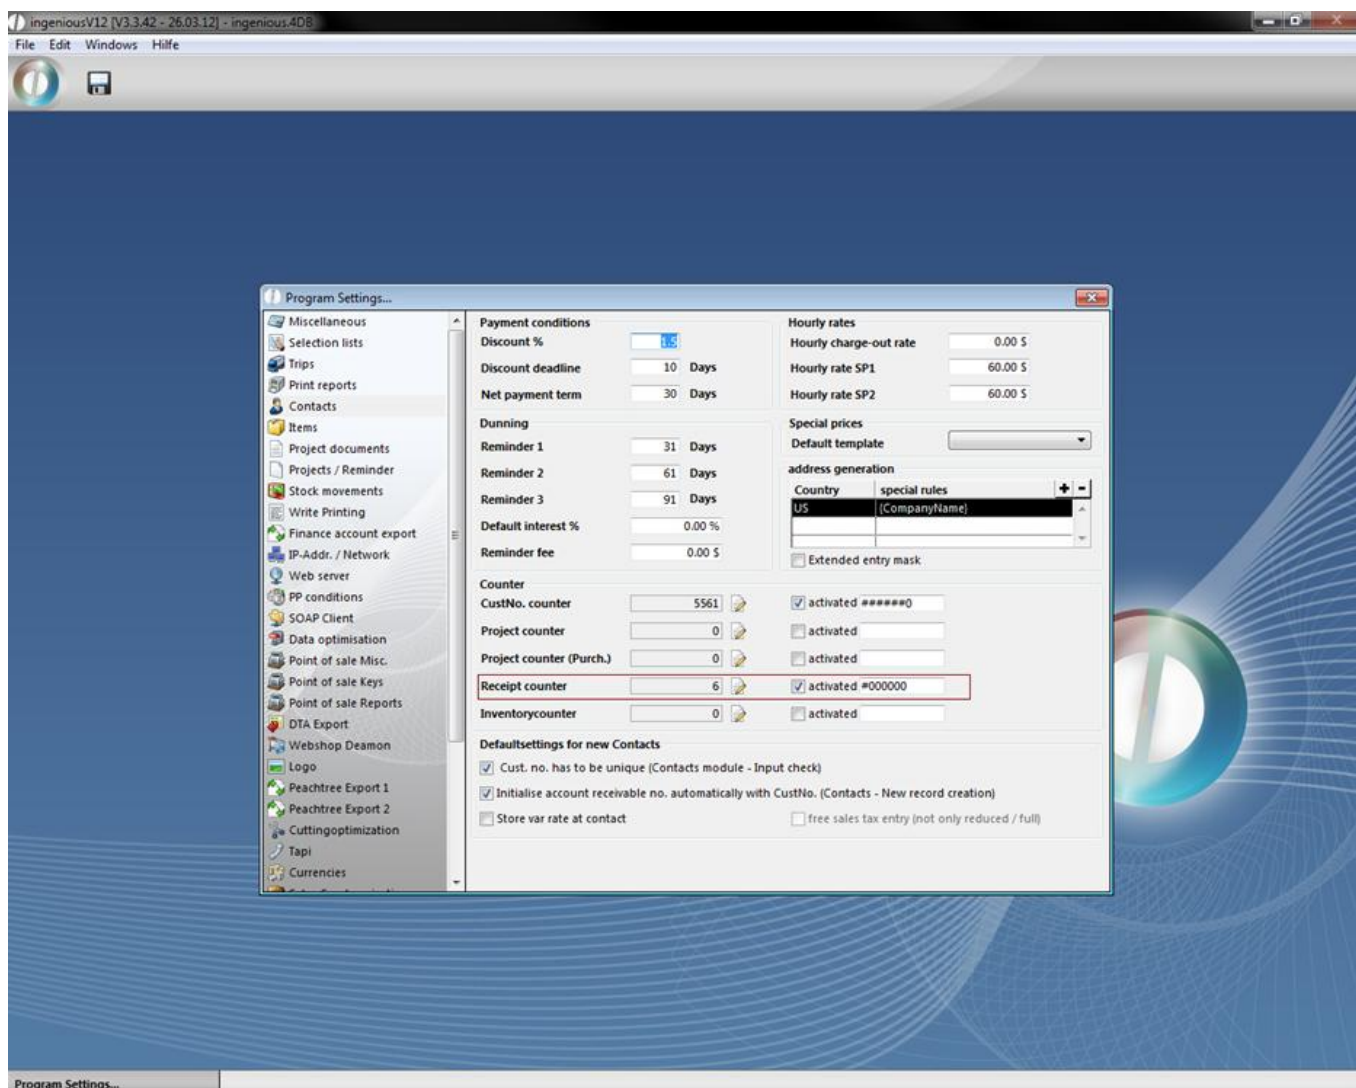 ingeniousV12 [V3.3.42 - 26.03.12] - ingenious.4DB
File Edit Windows Hilfe
Program Settings...
Miscellaneous
Selection lists
Trips
Print reports
Contacts
Items
Project documents
Projects / Reminder
Stock movements
Write Printing
Finance account export
IP-Addr. / Network
Web server
PP conditions
SOAP Client
Data optimisation
Point of sale Misc.
Point of sale Keys
Point of sale Reports
DTA Export
Webshop Deamon
Logo
Peachtree Export 1
Peachtree Export 2
Cuttingoptimization
Tapi
Currencies
Payment conditions
Discount % 1.5
Discount deadline 10 Days
Net payment term 30 Days
Hourly rates
Hourly charge-out rate 0.00 $
Hourly rate SP1 60.00 $
Hourly rate SP2 60.00 $
Dunning
Reminder 1 31 Days
Reminder 2 61 Days
Reminder 3 91 Days
Default interest % 0.00 %
Reminder fee 0.00 $
Special prices
Default template
address generation
Country special rules + -
US {CompanyName}
Extended entry mask
Counter
CustNo. counter 5561 activated ######0
Project counter 0 activated
Project counter (Purch.) 0 activated
Receipt counter 6 activated #000000
Inventorycounter 0 activated
Defaultsettings for new Contacts
Cust. no. has to be unique (Contacts module - Input check)
Initialise account receivable no. automatically with CustNo. (Contacts - New record creation)
Store var rate at contact free sales tax entry (not only reduced / full)
Program Settings...